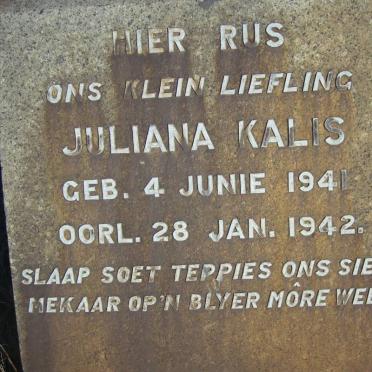 HIER RUS
ONS KLEIN LIEFLING
JULIANA KALIS
GEB. 4 JUNIE 1941
OORL. 28 JAN. 1942.
SLAAP SOET TEPPIES ONS SIE
MEKAAR OP'N BLYER MÔRE WEE